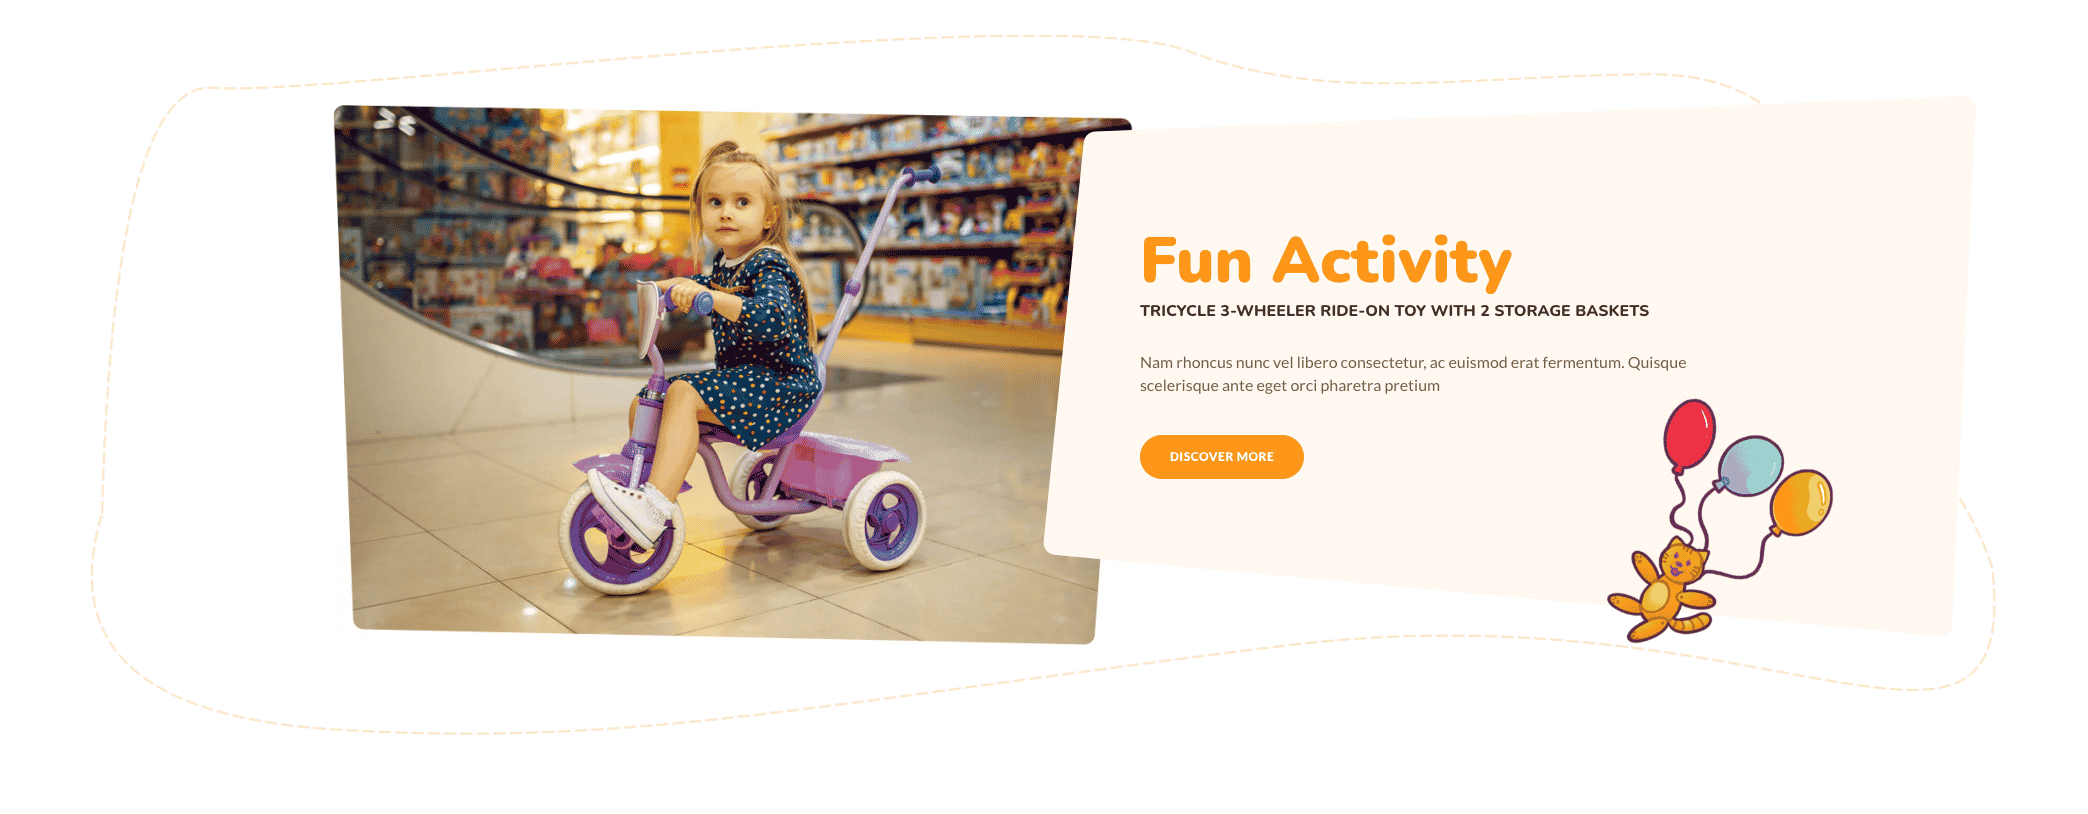 Fun Activity
TRICYCLE 3-WHEELER RIDE-ON TOY WITH 2 STORAGE BASKETS
Nam rhoncus nunc vel libero consectetur, ac euismod erat fermentum. Quisque
scelerisque ante eget orci pharetra pretium
DISCOVER MORE